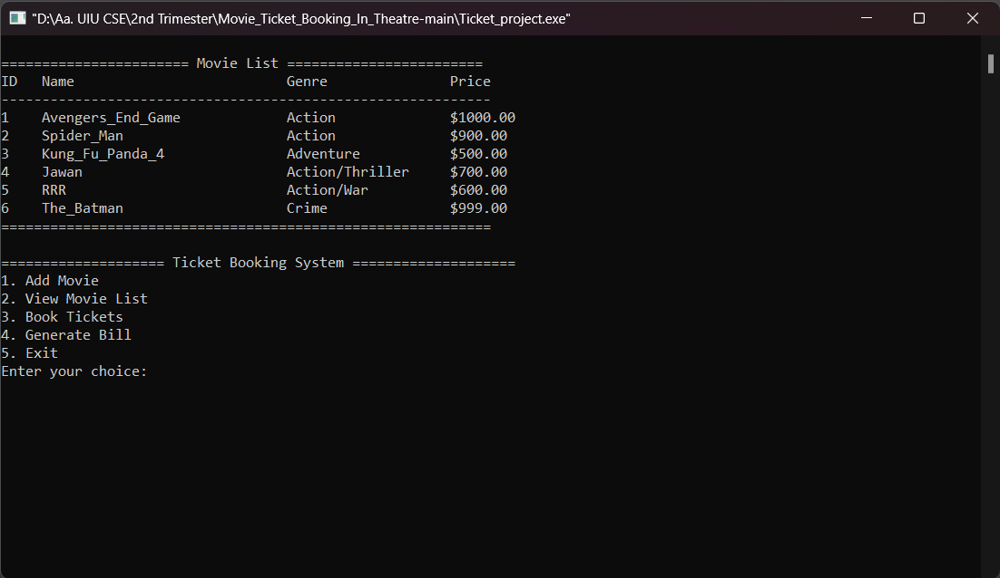 "D:\Aa. UIU CSE\2nd Trimester\Movie_Ticket_Booking_In_Theatre-main\Ticket_project.exe"
======================= Movie List ========================
ID   Name                          Genre               Price
------------------------------------------------------------
1    Avengers_End_Game             Action              $1000.00
2    Spider_Man                    Action              $900.00
3    Kung_Fu_Panda_4               Adventure           $500.00
4    Jawan                         Action/Thriller     $700.00
5    RRR                           Action/War          $600.00
6    The_Batman                    Crime               $999.00
============================================================
==================== Ticket Booking System ====================
1. Add Movie
2. View Movie List
3. Book Tickets
4. Generate Bill
5. Exit
Enter your choice: